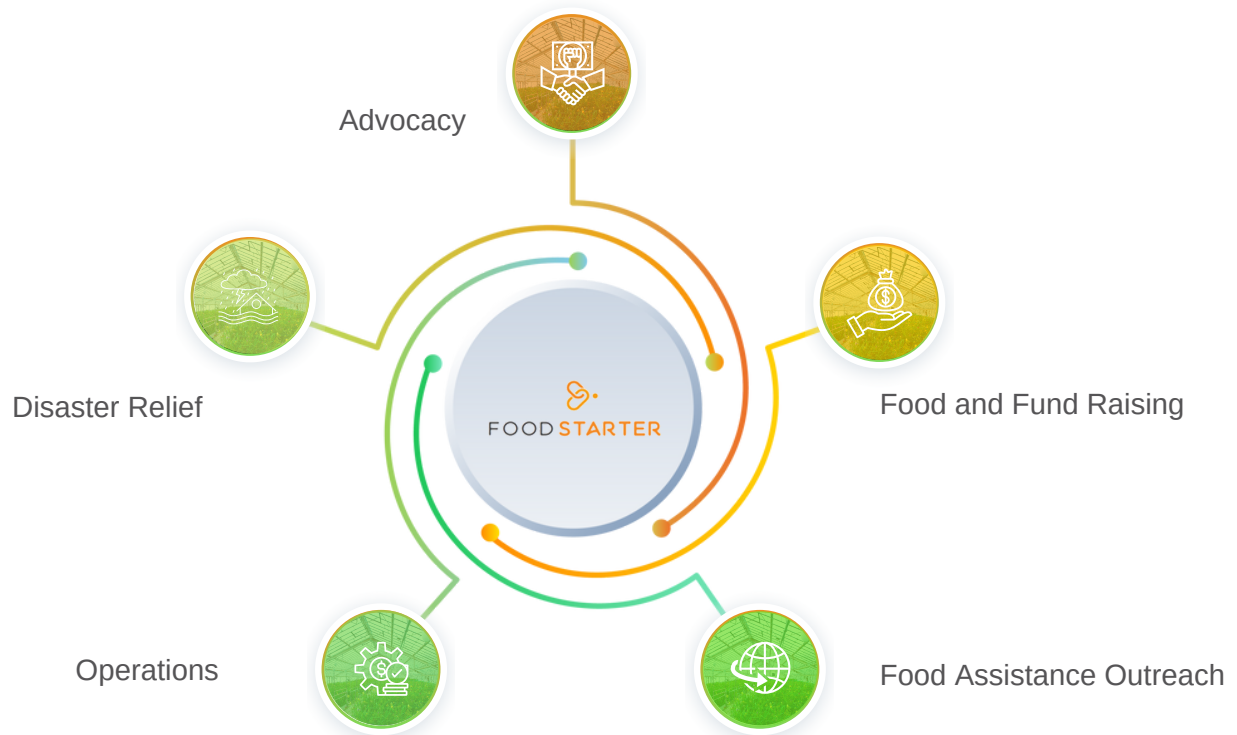 Advocacy
Disaster Relief
Food and Fund Raising
FOOD STARTER
Operations
Food Assistance Outreach